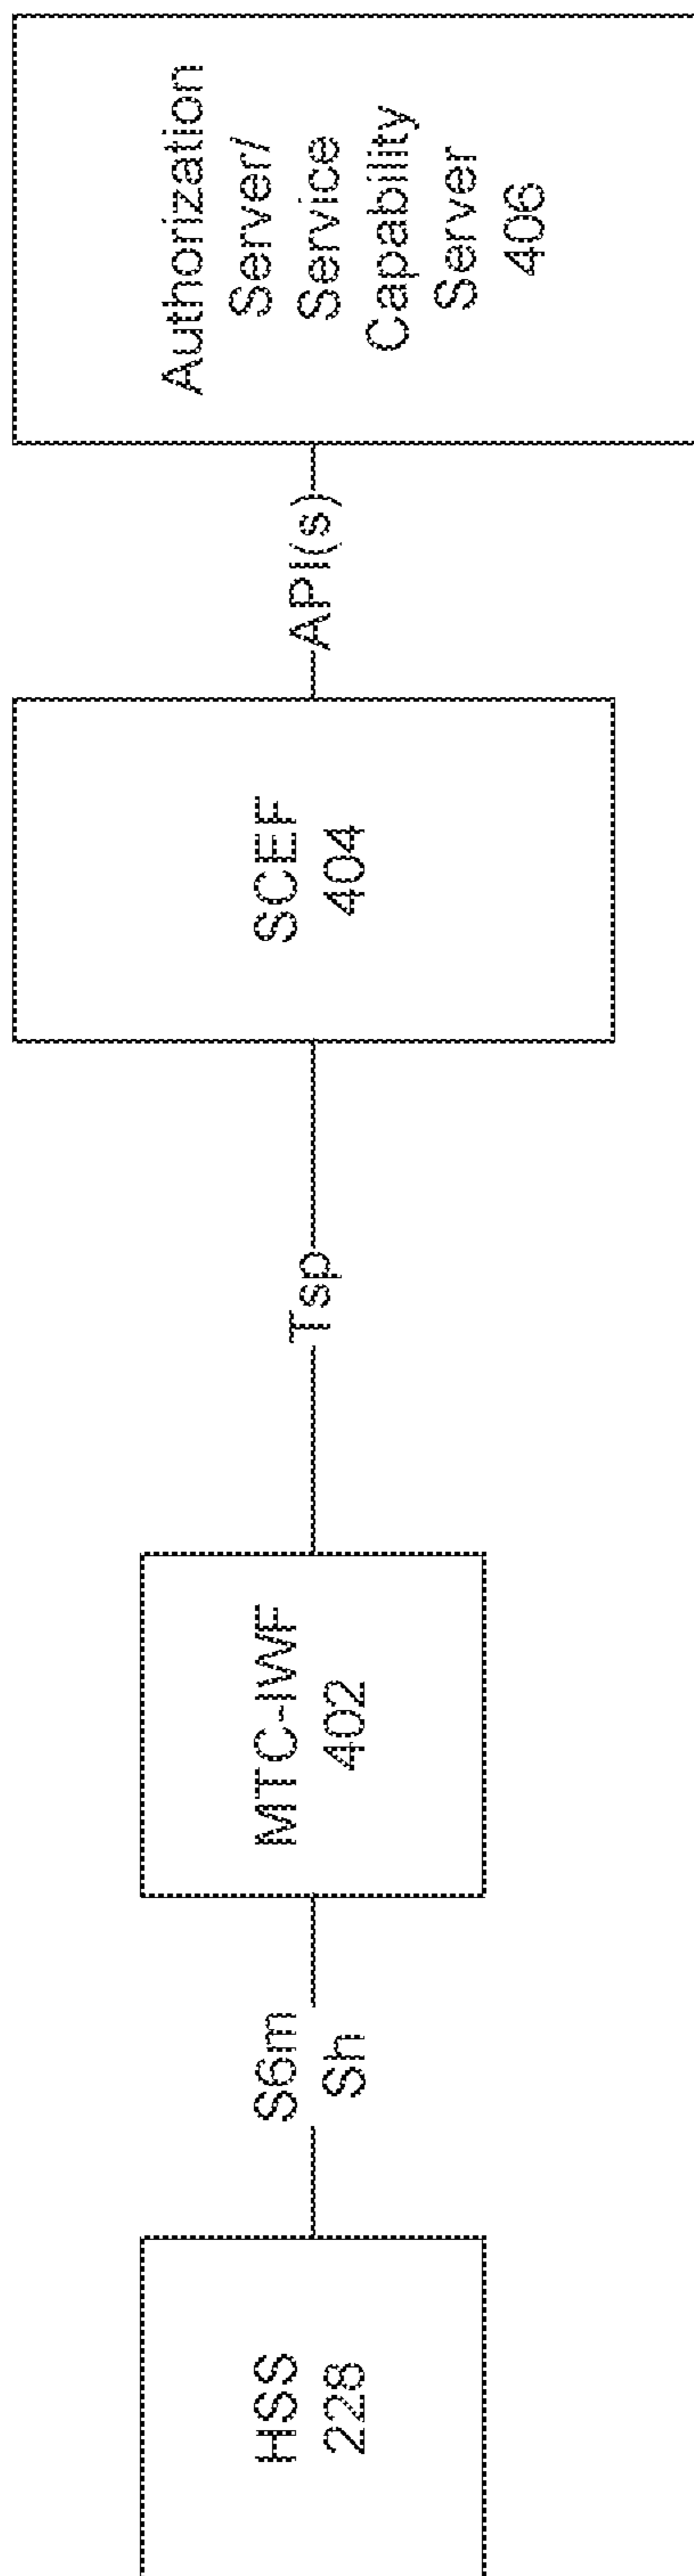 HSS
228
S6m
Sh
MTC-IWF
402
Tsp
SCEF
404
API(s)
Authorization
Server/
Service
Capability
Server
406